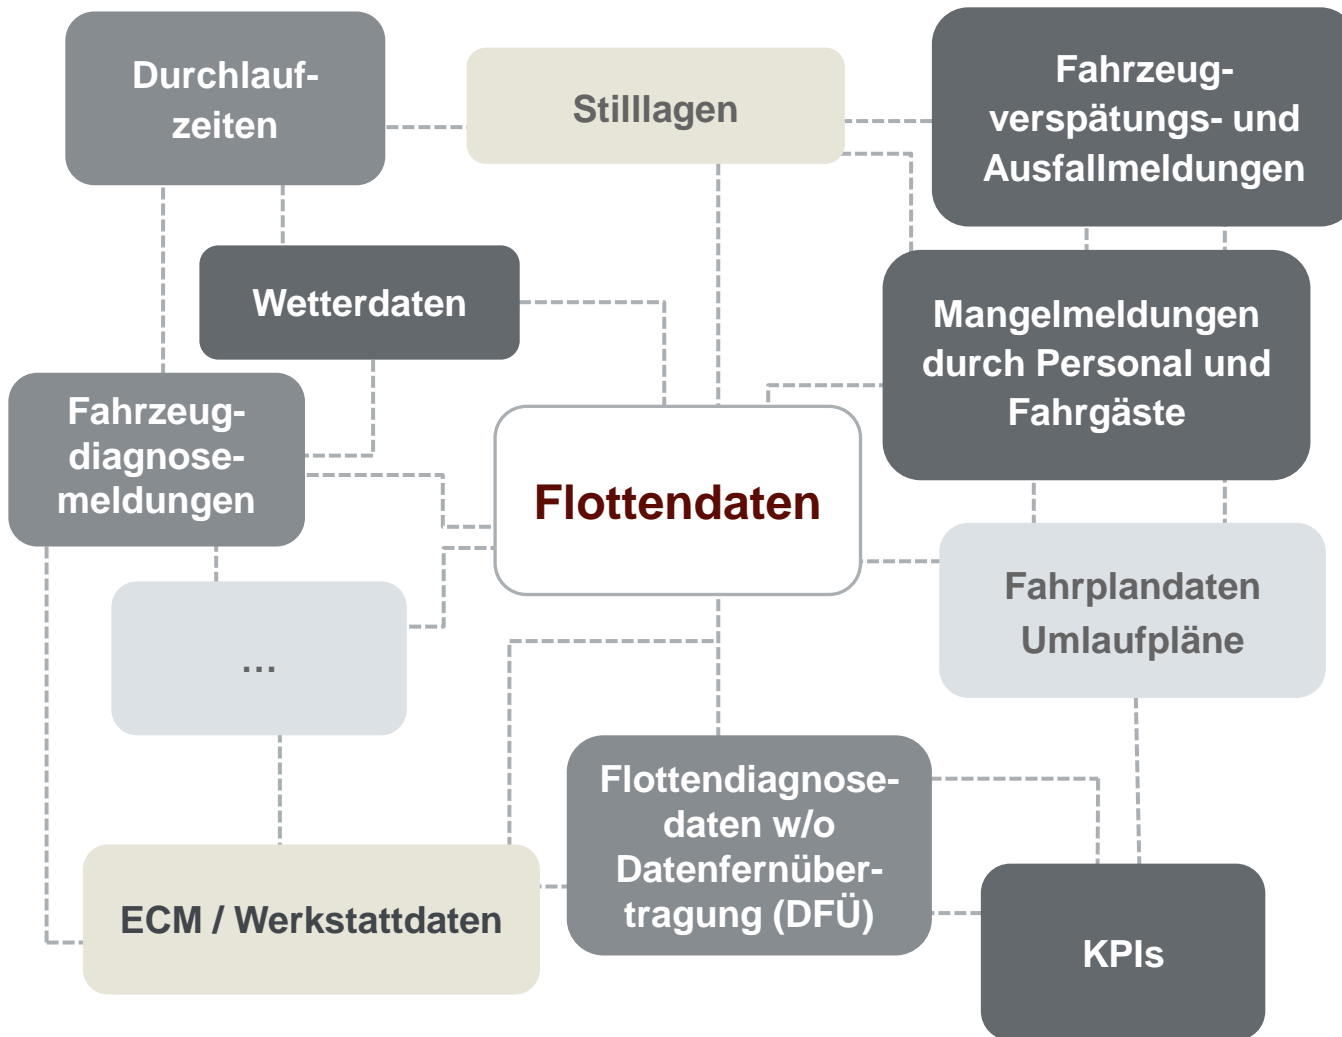 Durchlauf-
zeiten
Stilllagen
Fahrzeug-
verspätungs- und
Ausfallmeldungen
Wetterdaten
Mangelmeldungen
durch Personal und
Fahrgäste
Fahrzeug-
diagnose-
meldungen
Flottendaten
Fahrplandaten
Umlaufpläne
…
Flottendiagnose-
daten w/o
Datenfernüber-
tragung (DFÜ)
ECM / Werkstattdaten
KPIs